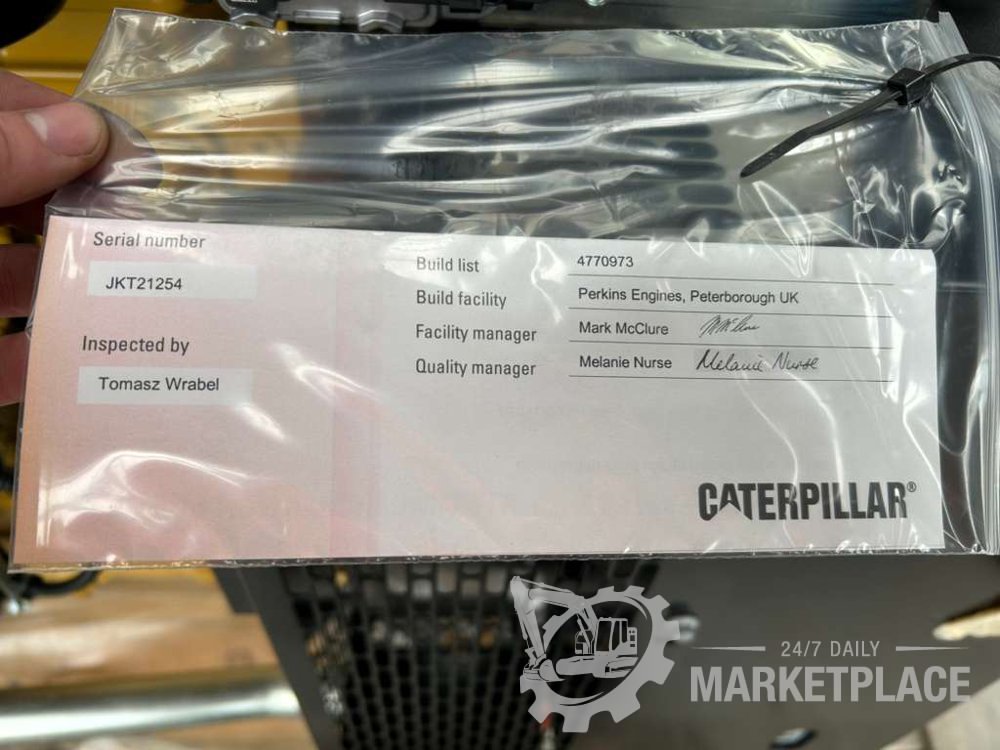 Serial number
JKT21254
Inspected by
Tomasz Wrabel
Build list 4770973
Build facility Perkins Engines, Peterborough UK
Facility manager Mark McClure
Quality manager Melanie Nurse Melanie Nurse
CATERPILLAR®
24/7 DAILY
MARKETPLACE